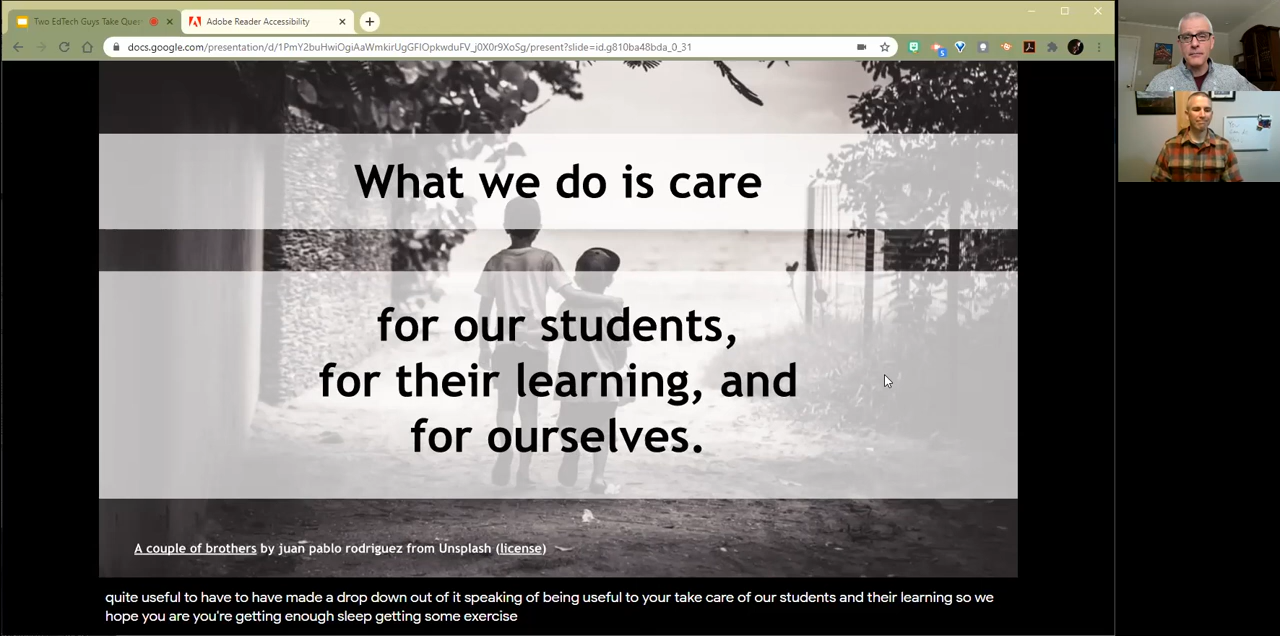 Two EdTech Guys Take Ques
Adobe Reader Accessibility
docs.google.com/presentation/d/1PmY2buHwiOgiAaWmkirUgGFIOpkwduFV_j0X0r9XoSg/present?slide=id.g810ba48bda_0_31
5
What we do is care
for our students,
for their learning, and
for ourselves.
A couple of brothers by juan pablo rodriguez from Unsplash (license)
quite useful to have to have made a drop down out of it speaking of being useful to your take care of our students and their learning so we
hope you are you're getting enough sleep getting some exercise